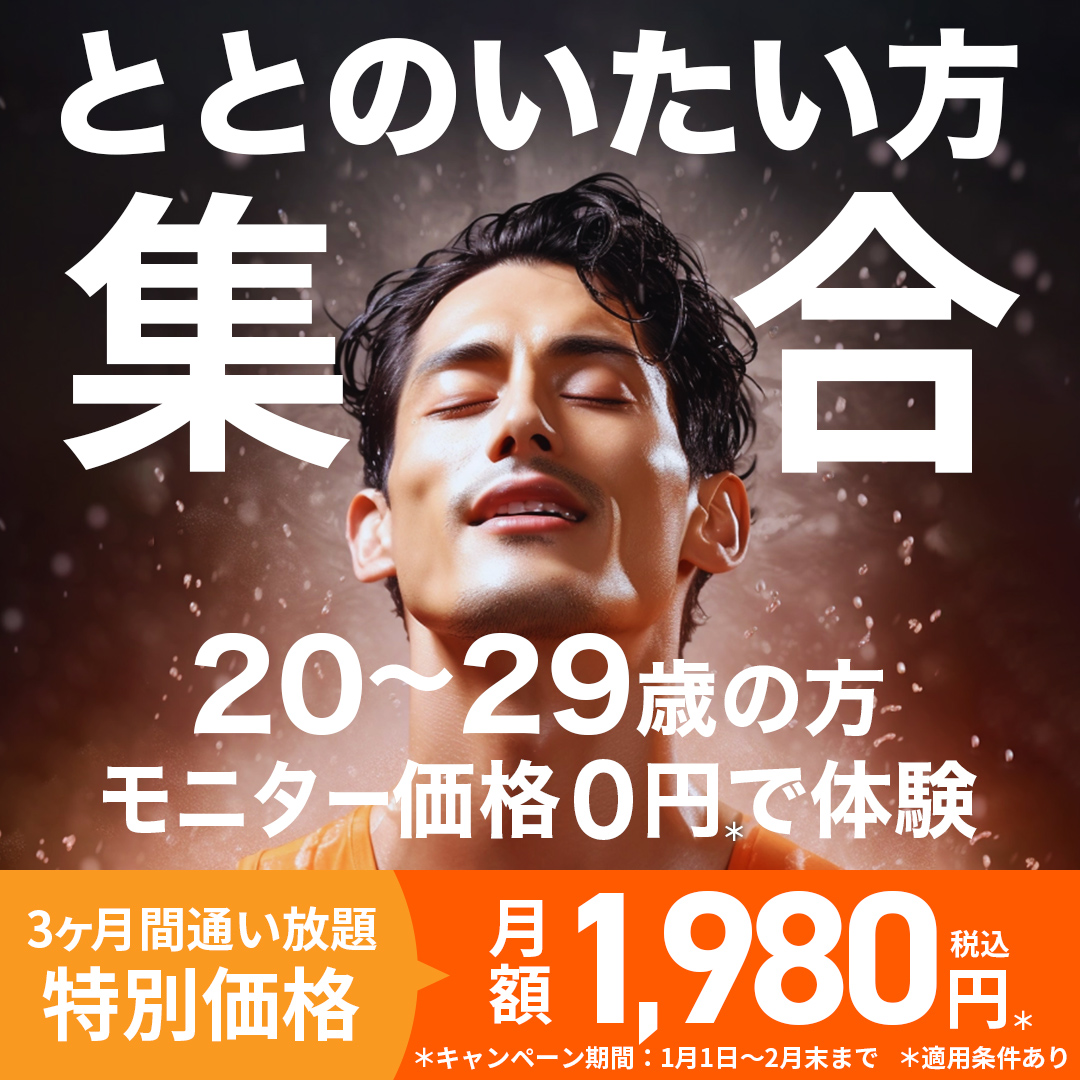 ととのいたい方
集合
20〜29歳の方
モニター価格0円*で体験
3ヶ月間通い放題
特別価格
月額1,980円税込*
*キャンペーン期間：1月1日〜2月末まで *適用条件あり